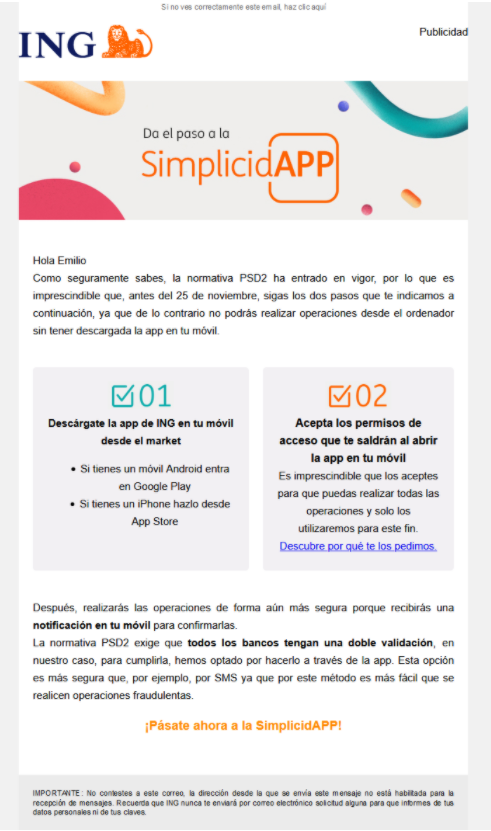 Si no ves correctamente este email, haz clic aquí
ING
Publicidad
Da el paso a la
SimplicidAPP
Hola Emilio
Como seguramente sabes, la normativa PSD2 ha entrado en vigor, por lo que es
imprescindible que, antes del 25 de noviembre, sigas los dos pasos que te indicamos a
continuación, ya que de lo contrario no podrás realizar operaciones desde el ordenador
sin tener descargada la app en tu móvil.
01
Descárgate la app de ING en tu móvil
desde el market
• Si tienes un móvil Android entra
en Google Play
• Si tienes un iPhone hazlo desde
App Store
02
Acepta los permisos de
acceso que te saldrán al abrir
la app en tu móvil
Es imprescindible que los aceptes
para que puedas realizar todas las
operaciones y solo los
utilizaremos para este fin.
Descubre por qué te los pedimos.
Después, realizarás las operaciones de forma aún más segura porque recibirás una
notificación en tu móvil para confirmarlas.
La normativa PSD2 exige que todos los bancos tengan una doble validación, en
nuestro caso, para cumplirla, hemos optado por hacerlo a través de la app. Esta opción
es más segura que, por ejemplo, por SMS ya que por este método es más fácil que se
realicen operaciones fraudulentas.
¡Pásate ahora a la SimplicidAPP!
IMPORTANTE: No contestes a este correo, la dirección desde la que se envía este mensaje no está habilitada para la
recepción de mensajes. Recuerda que ING nunca te enviará por correo electrónico solicitud alguna para que informes de tus
datos personales ni de tus claves.